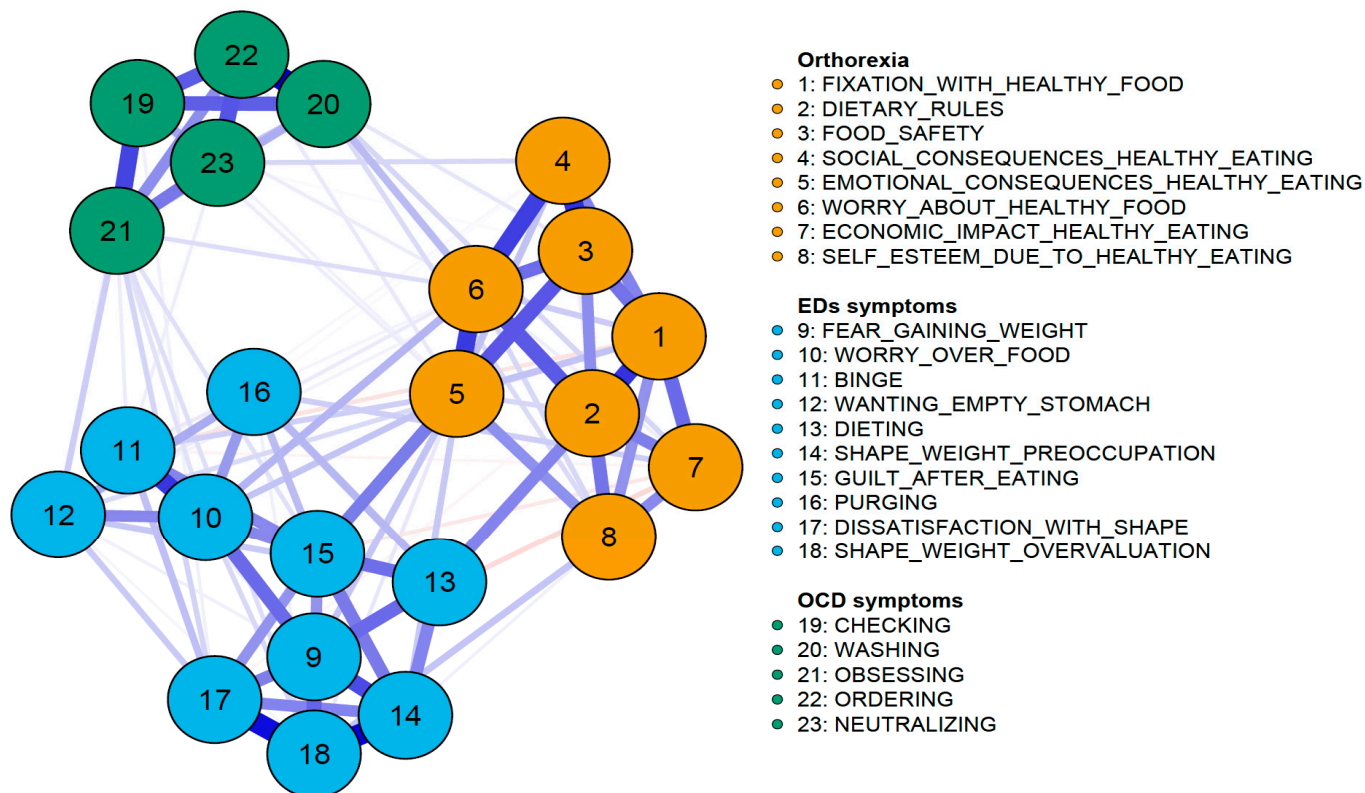 22
19
20
23
21
4
3
6
1
5
2
16
7
11
12
10
8
15
13
9
17
14
18
Orthorexia
1: FIXATION_WITH_HEALTHY_FOOD
2: DIETARY_RULES
3: FOOD_SAFETY
4: SOCIAL_CONSEQUENCES_HEALTHY_EATING
5: EMOTIONAL_CONSEQUENCES_HEALTHY_EATING
6: WORRY_ABOUT_HEALTHY_FOOD
7: ECONOMIC_IMPACT_HEALTHY_EATING
8: SELF_ESTEEM_DUE_TO_HEALTHY_EATING
EDs symptoms
9: FEAR_GAINING_WEIGHT
10: WORRY_OVER_FOOD
11: BINGE
12: WANTING_EMPTY_STOMACH
13: DIETING
14: SHAPE_WEIGHT_PREOCCUPATION
15: GUILT_AFTER_EATING
16: PURGING
17: DISSATISFACTION_WITH_SHAPE
18: SHAPE_WEIGHT_OVERVALUATION
OCD symptoms
19: CHECKING
20: WASHING
21: OBSESSING
22: ORDERING
23: NEUTRALIZING